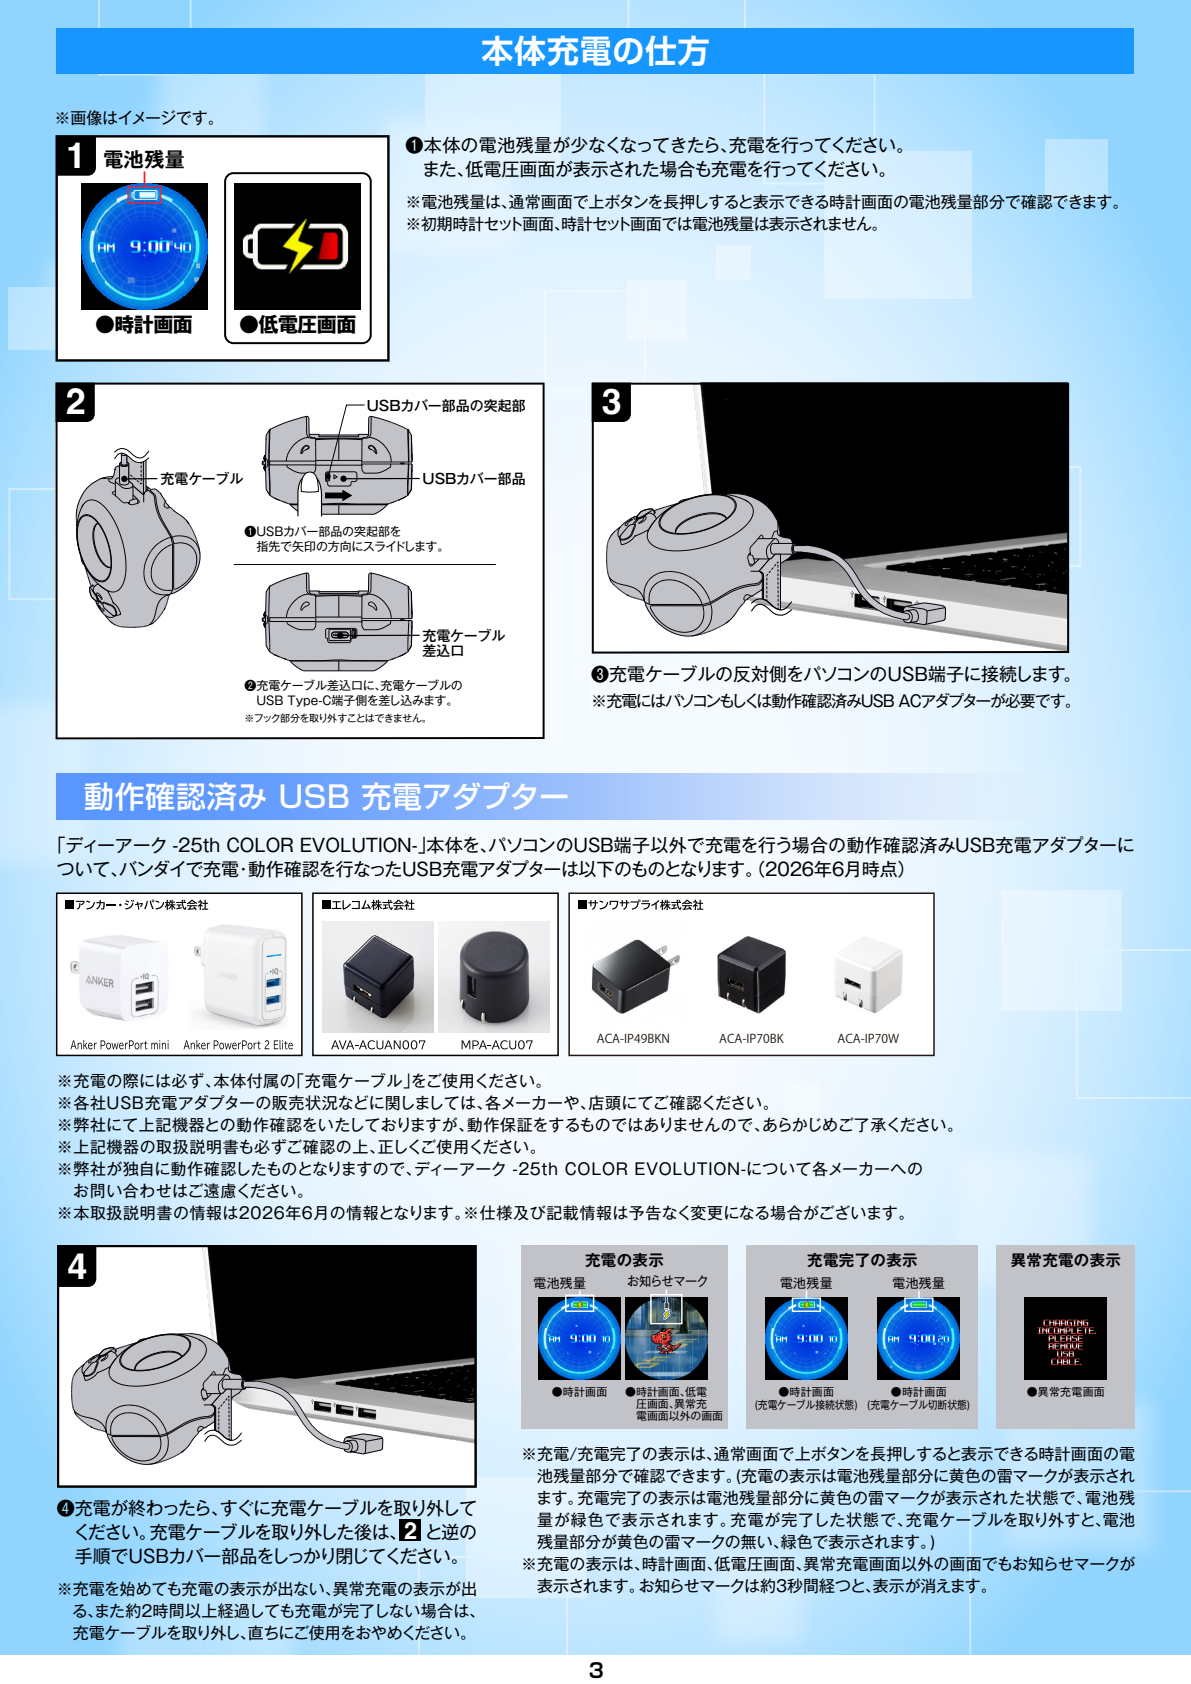 本体充電の仕方
※画像はイメージです。
1 電池残量
AM 9:00 40
●時計画面
●低電圧画面
❶本体の電池残量が少なくなってきたら、充電を行ってください。
また、低電圧画面が表示された場合も充電を行ってください。
※電池残量は、通常画面で上ボタンを長押しすると表示できる時計画面の電池残量部分で確認できます。
※初期時計セット画面、時計セット画面では電池残量は表示されません。
2
USBカバー部品の突起部
充電ケーブル
USBカバー部品
❶USBカバー部品の突起部を
指先で矢印の方向にスライドします。
充電ケーブル
差込口
❷充電ケーブル差込口に、充電ケーブルの
USB Type-C端子側を差し込みます。
※フック部分を取り外すことはできません。
3
❸充電ケーブルの反対側をパソコンのUSB端子に接続します。
※充電にはパソコンもしくは動作確認済みUSB ACアダプターが必要です。
動作確認済み USB 充電アダプター
「ディーアーク -25th COLOR EVOLUTION-」本体を、パソコンのUSB端子以外で充電を行う場合の動作確認済みUSB充電アダプターに
ついて、バンダイで充電・動作確認を行なったUSB充電アダプターは以下のものとなります。（2026年6月時点）
■アンカー・ジャパン株式会社
ANKER
IQ
ANKER
IQ
Anker PowerPort mini
Anker PowerPort 2 Elite
■エレコム株式会社
AVA-ACUAN007
MPA-ACU07
■サンワサプライ株式会社
ACA-IP49BKN
ACA-IP70BK
ACA-IP70W
※充電の際には必ず、本体付属の「充電ケーブル」をご使用ください。
※各社USB充電アダプターの販売状況などに関しましては、各メーカーや、店頭にてご確認ください。
※弊社にて上記機器との動作確認をいたしておりますが、動作保証をするものではありませんので、あらかじめご了承ください。
※上記機器の取扱説明書も必ずご確認の上、正しくご使用ください。
※弊社が独自に動作確認したものとなりますので、ディーアーク -25th COLOR EVOLUTION-について各メーカーへの
お問い合わせはご遠慮ください。
※本取扱説明書の情報は2026年6月の情報となります。※仕様及び記載情報は予告なく変更になる場合がございます。
4
❹充電が終わったら、すぐに充電ケーブルを取り外して
ください。充電ケーブルを取り外した後は、2と逆の
手順でUSBカバー部品をしっかり閉じてください。
※充電を始めても充電の表示が出ない、異常充電の表示が出
る、また約2時間以上経過しても充電が完了しない場合は、
充電ケーブルを取り外し、直ちにご使用をおやめください。
充電の表示
電池残量
お知らせマーク
AM 9:00 10
●時計画面
●時計画面、低電
圧画面、異常充
電画面以外の画面
充電完了の表示
電池残量
電池残量
AM 9:00 10
AM 9:00 20
●時計画面
(充電ケーブル接続状態)
●時計画面
(充電ケーブル切断状態)
異常充電の表示
CHARGING
INCOMPLETE.
PLEASE
REMOVE
USB
CABLE.
●異常充電画面
※充電/充電完了の表示は、通常画面で上ボタンを長押しすると表示できる時計画面の電
池残量部分で確認できます。(充電の表示は電池残量部分に黄色の雷マークが表示され
ます。充電完了の表示は電池残量部分に黄色の雷マークが表示された状態で、電池残
量が緑色で表示されます。充電が完了した状態で、充電ケーブルを取り外すと、電池
残量部分が黄色の雷マークの無い、緑色で表示されます。)
※充電の表示は、時計画面、低電圧画面、異常充電画面以外の画面でもお知らせマークが
表示されます。お知らせマークは約3秒間経つと、表示が消えます。
3